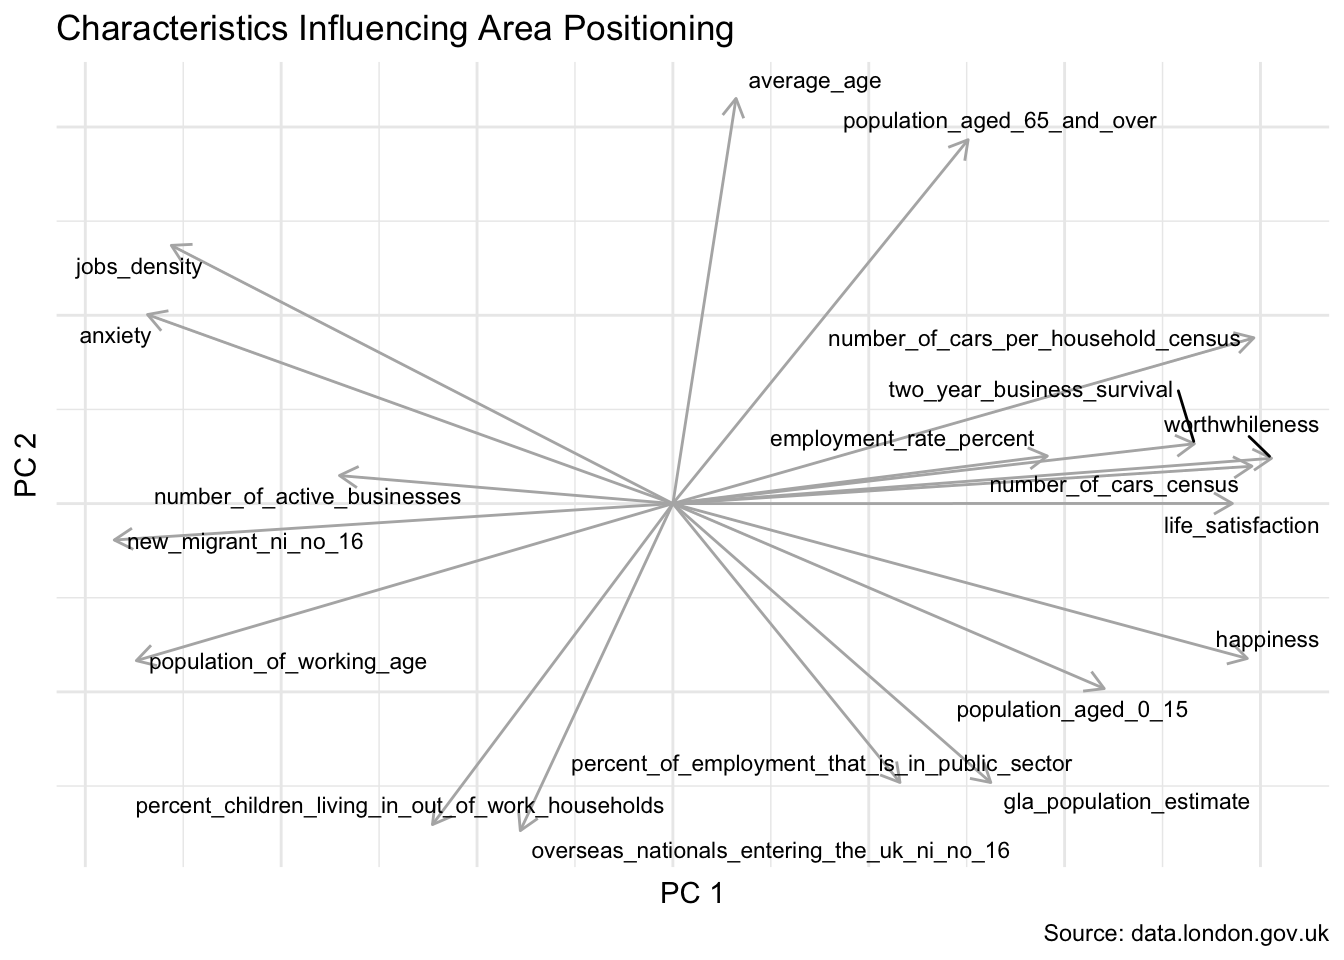 Characteristics Influencing Area Positioning
average_age
population_aged_65_and_over
jobs_density
anxiety
number_of_cars_per_household_census
two_year_business_survival
worthwhileness
employment_rate_percent
number_of_cars_census
number_of_active_businesses
life_satisfaction
new_migrant_ni_no_16
happiness
population_of_working_age
population_aged_0_15
percent_of_employment_that_is_in_public_sector
gla_population_estimate
percent_children_living_in_out_of_work_households
overseas_nationals_entering_the_uk_ni_no_16
PC 2
PC 1
Source: data.london.gov.uk